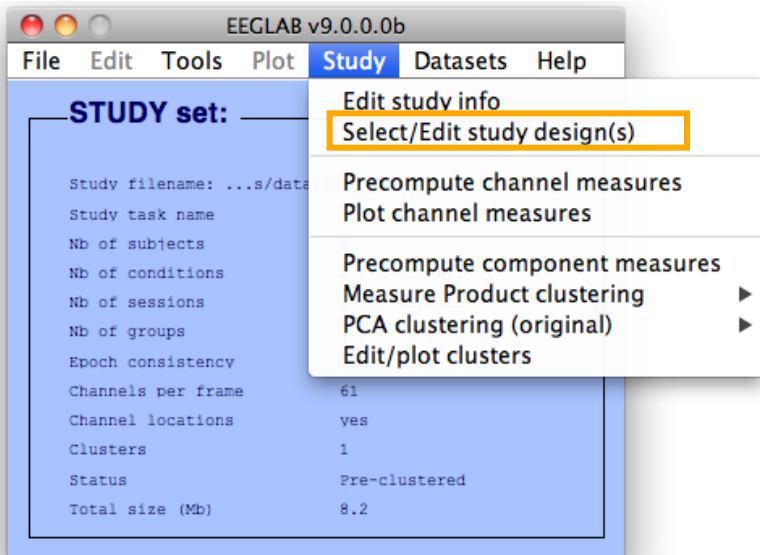 EEGLAB v9.0.0.0b
File Edit Tools Plot Study Datasets Help
STUDY set:
Edit study info
Select/Edit study design(s)
Precompute channel measures
Plot channel measures
Precompute component measures
Measure Product clustering
PCA clustering (original)
Edit/plot clusters
Study filename: ...s/data
Study task name
Nb of subjects
Nb of conditions
Nb of sessions
Nb of groups
Epoch consistency
Channels per frame 61
Channel locations yes
Clusters 1
Status Pre-clustered
Total size (Mb) 8.2